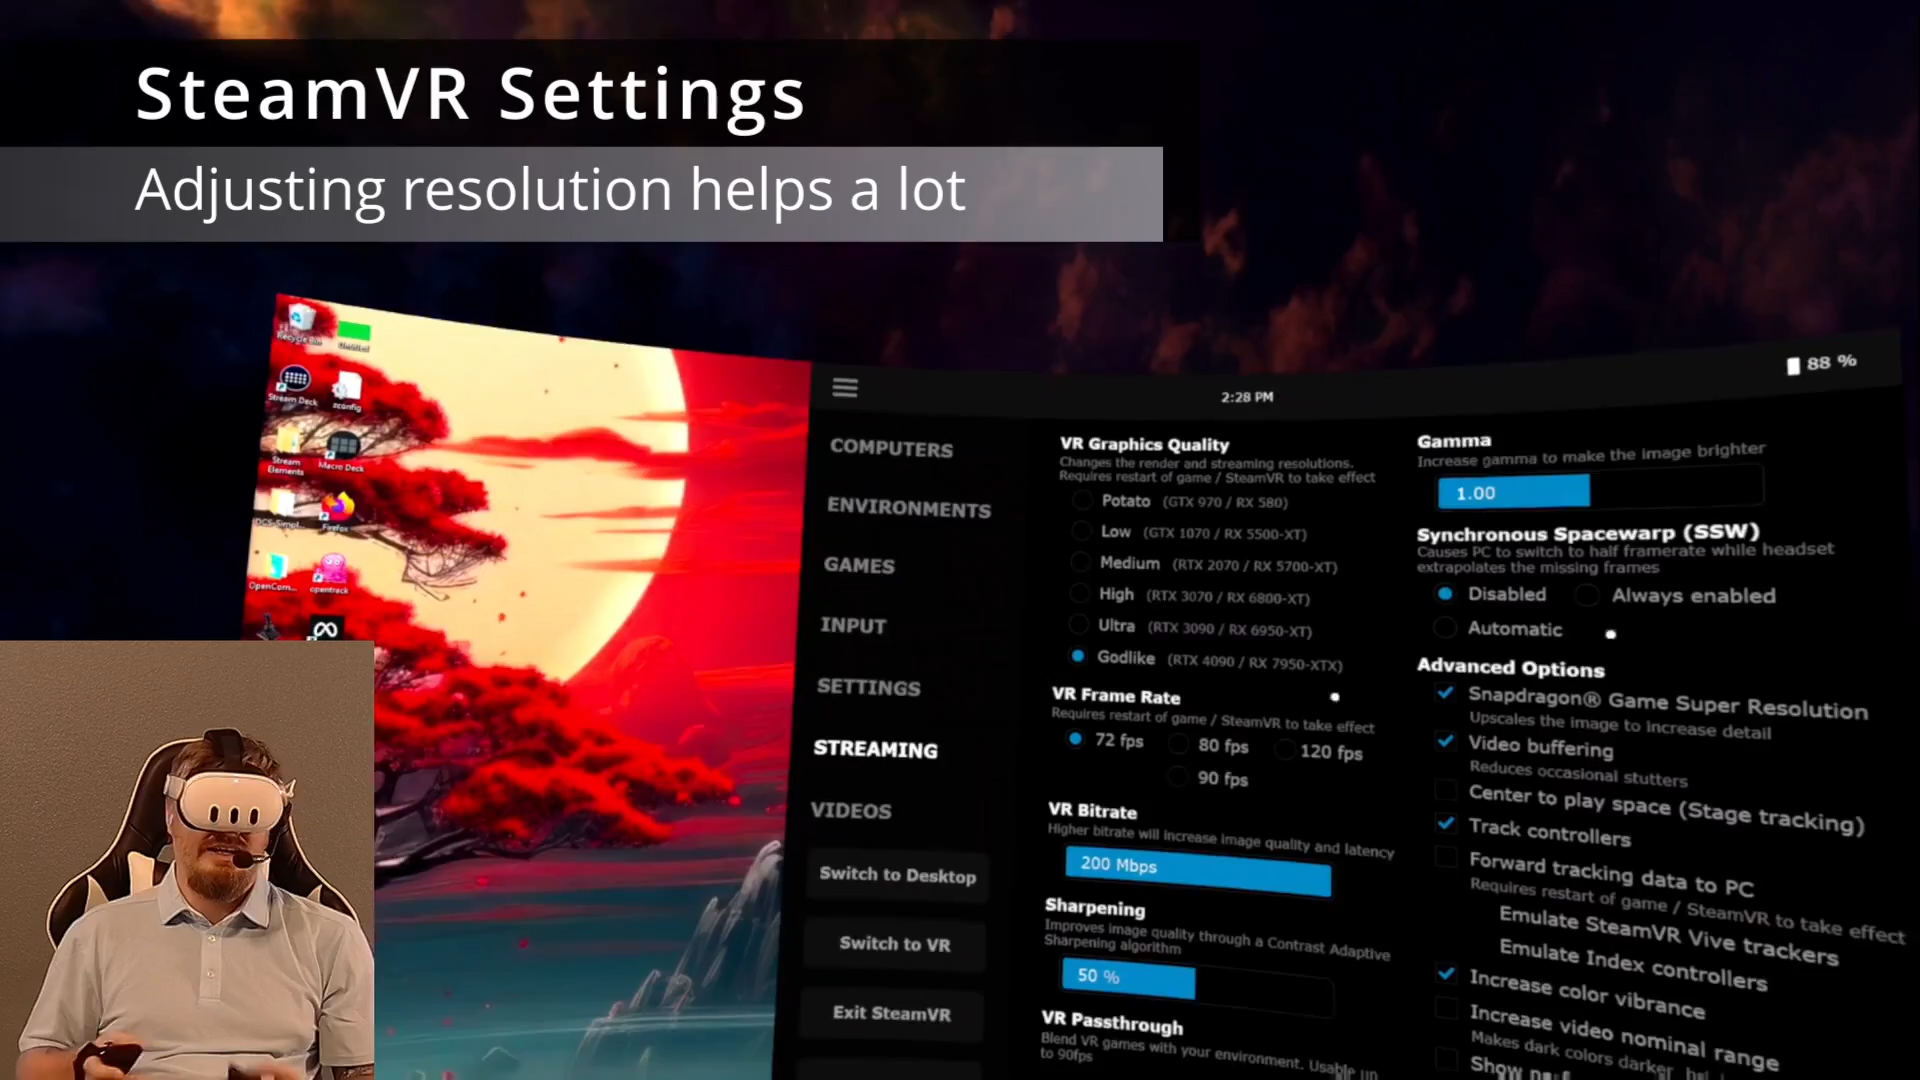 SteamVR Settings
Adjusting resolution helps a lot
Recycle Bin
Stream Deck
zconfig
Stream Elements
Macro Deck
Firefox
OpenCom...
opentrack
2:28 PM
88 %
COMPUTERS
ENVIRONMENTS
GAMES
INPUT
SETTINGS
STREAMING
VIDEOS
Switch to Desktop
Switch to VR
Exit SteamVR
VR Graphics Quality
Changes the render and streaming resolutions.
Requires restart of game / SteamVR to take effect
Potato (GTX 970 / RX 580)
Low (GTX 1070 / RX 5500-XT)
Medium (RTX 2070 / RX 5700-XT)
High (RTX 3070 / RX 6800-XT)
Ultra (RTX 3090 / RX 6950-XT)
Godlike (RTX 4090 / RX 7950-XTX)
VR Frame Rate
Requires restart of game / SteamVR to take effect
72 fps 80 fps 120 fps
90 fps
VR Bitrate
Higher bitrate will increase image quality and latency
200 Mbps
Sharpening
Improves image quality through a Contrast Adaptive
Sharpening algorithm
50 %
VR Passthrough
Blend VR games with your environment. Usable up
to 90fps
Gamma
Increase gamma to make the image brighter
1.00
Synchronous Spacewarp (SSW)
Causes PC to switch to half framerate while headset
extrapolates the missing frames
Disabled Always enabled
Automatic
Advanced Options
Snapdragon® Game Super Resolution
Upscales the image to increase detail
Video buffering
Reduces occasional stutters
Center to play space (Stage tracking)
Track controllers
Forward tracking data to PC
Requires restart of game / SteamVR to take effect
Emulate SteamVR Vive trackers
Emulate Index controllers
Increase color vibrance
Increase video nominal range
Makes dark colors darker,
Show